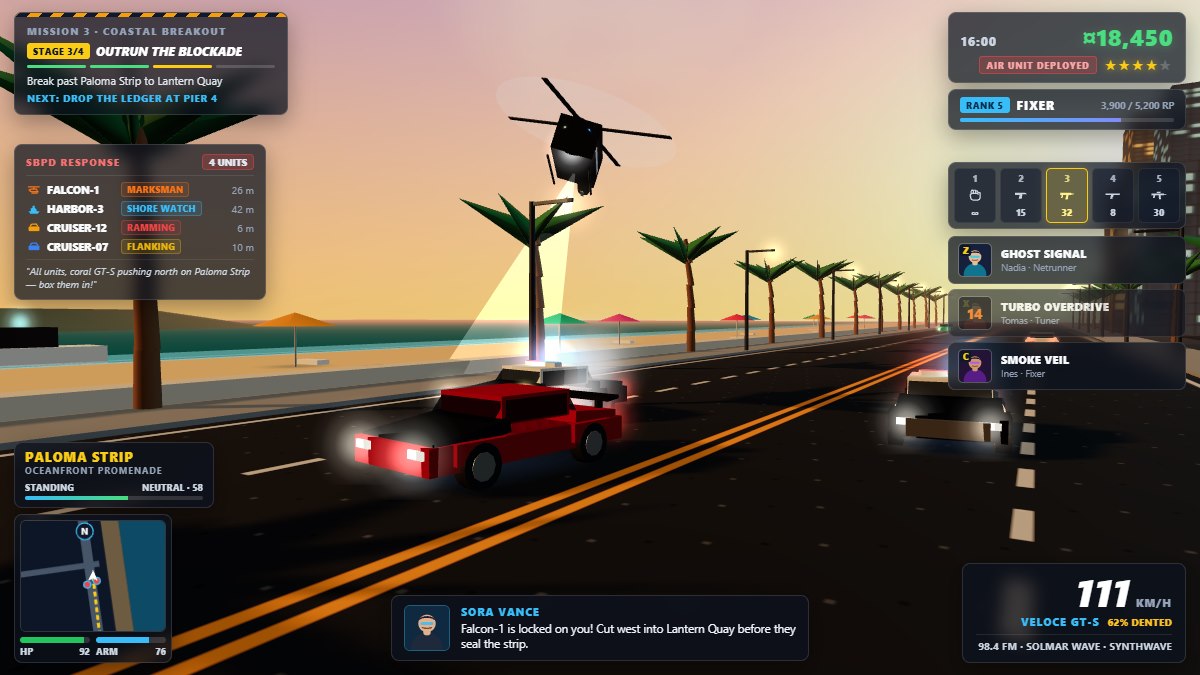 MISSION 3 · COASTAL BREAKOUT
STAGE 3/4 OUTRUN THE BLOCKADE
Break past Paloma Strip to Lantern Quay
NEXT: DROP THE LEDGER AT PIER 4
SBPD RESPONSE 4 UNITS
FALCON-1 MARKSMAN 26 m
HARBOR-3 SHORE WATCH 42 m
CRUISER-12 RAMMING 6 m
CRUISER-07 FLANKING 10 m
"All units, coral GT-S pushing north on Paloma Strip
— box them in!"
16:00 ¤18,450
AIR UNIT DEPLOYED ★★★★★
RANK 5 FIXER 3,900 / 5,200 RP
1 2 3 4 5
∞ 15 32 8 30
Z GHOST SIGNAL
Nadia · Netrunner
X 14 TURBO OVERDRIVE
Tomas · Tuner
C SMOKE VEIL
Ines · Fixer
PALOMA STRIP
OCEANFRONT PROMENADE
STANDING NEUTRAL · 58
N
HP 92 ARM 76
SORA VANCE
Falcon-1 is locked on you! Cut west into Lantern Quay before they
seal the strip.
111 KM/H
VELOCE GT-S 62% DENTED
98.4 FM · SOLMAR WAVE · SYNTHWAVE